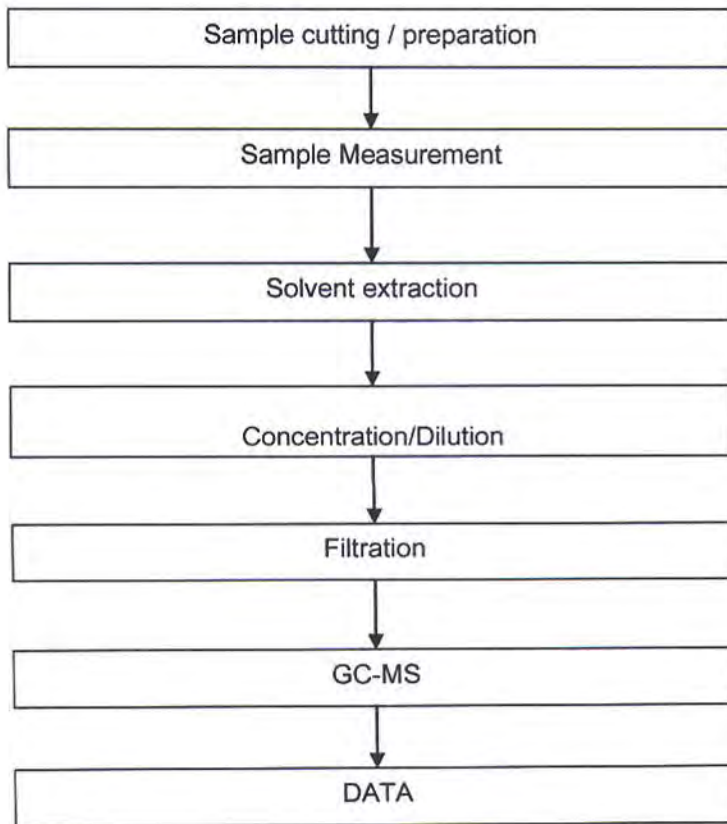 Sample cutting / preparation
Sample Measurement
Solvent extraction
Concentration/Dilution
Filtration
GC-MS
DATA